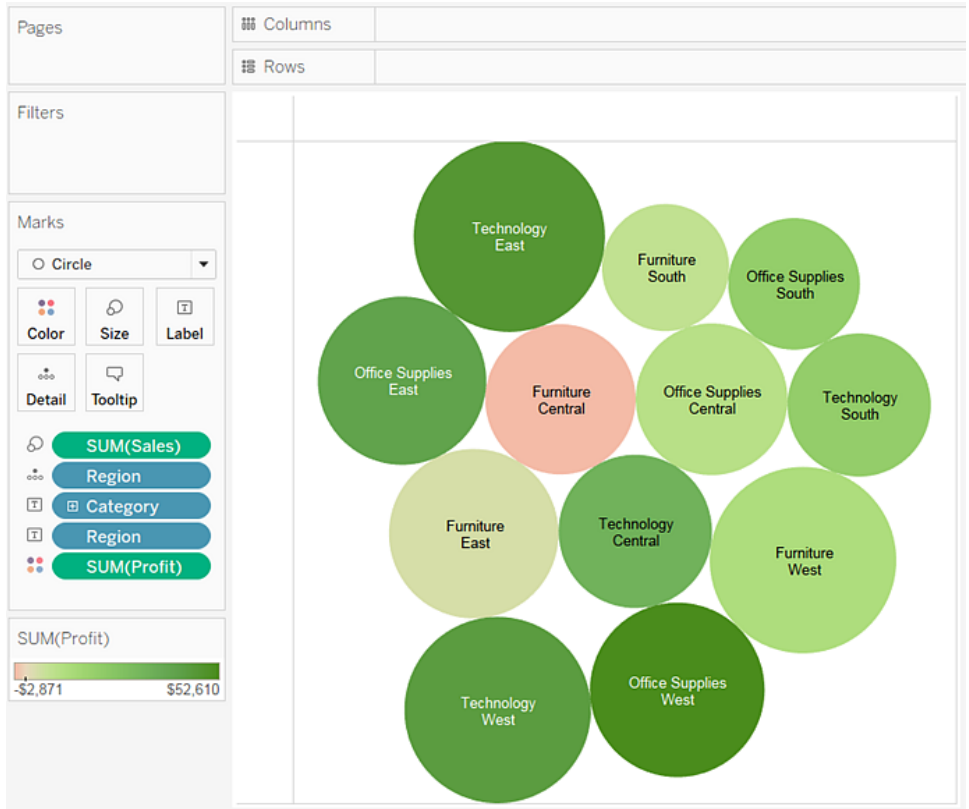 Pages
Columns
Rows
Filters
Marks
Circle
Color
Size
Label
Detail
Tooltip
SUM(Sales)
Region
Category
Region
SUM(Profit)
SUM(Profit)
-$2,871
$52,610
Technology
East
Furniture
South
Office Supplies
South
Office Supplies
East
Furniture
Central
Office Supplies
Central
Technology
South
Furniture
East
Technology
Central
Furniture
West
Technology
West
Office Supplies
West